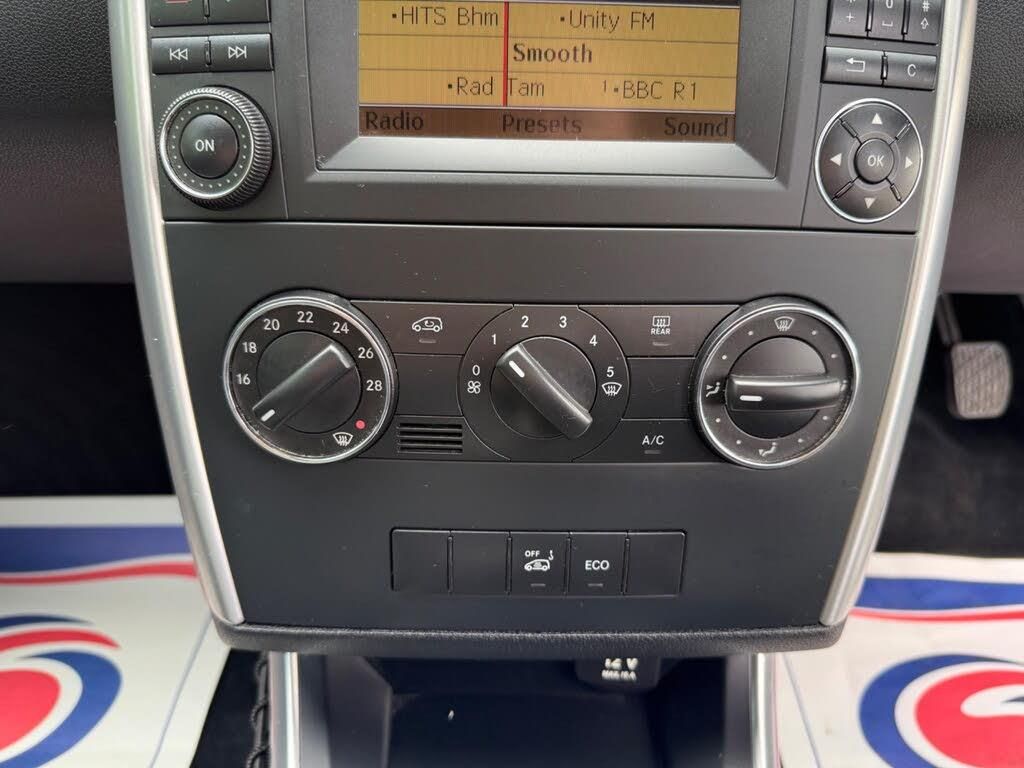 •HITS Bhm •Unity FM
Smooth
•Rad Tam 1•BBC R1
Radio Presets Sound
+ 0 #
C
ON
OK
16 18 20 22 24 26 28
0 1 2 3 4 5
REAR
A/C
OFF
ECO
12 V